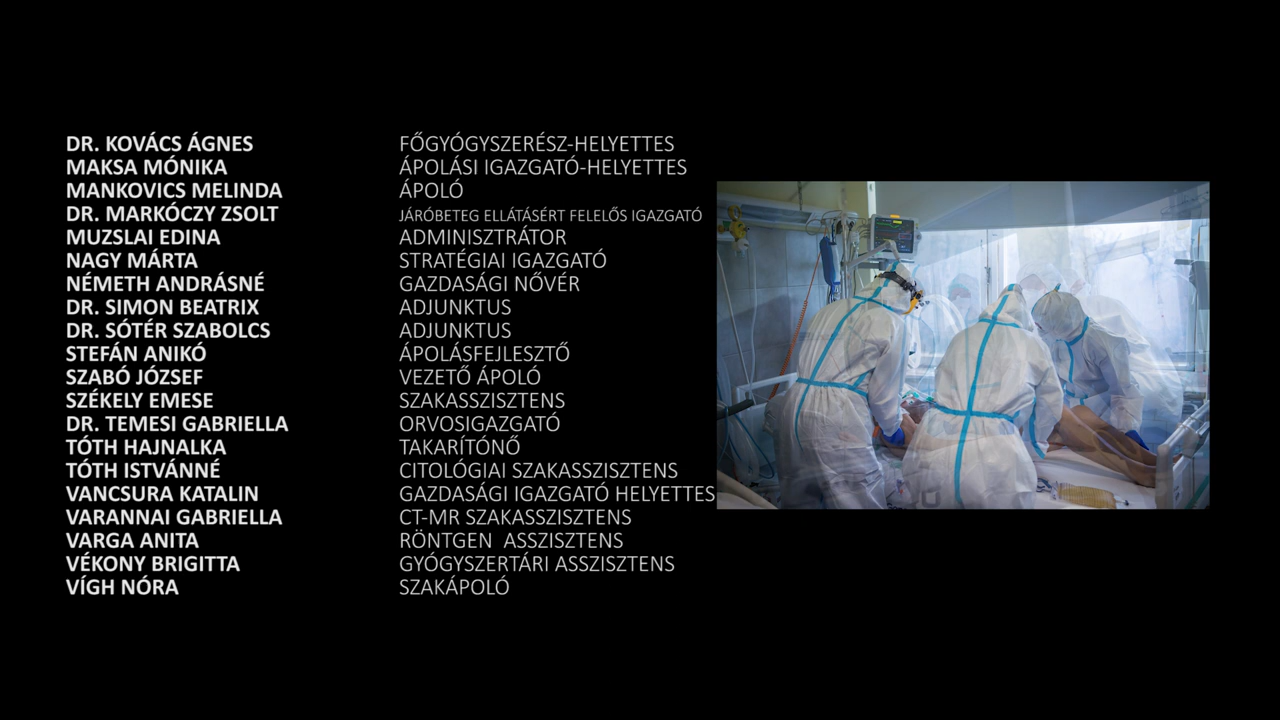 DR. KOVÁCS ÁGNES FŐGYÓGYSZERÉSZ-HELYETTES
MAKSA MÓNIKA ÁPOLÁSI IGAZGATÓ-HELYETTES
MANKOVICS MELINDA ÁPOLÓ
DR. MARKÓCZY ZSOLT JÁRÓBETEG ELLÁTÁSÉRT FELELŐS IGAZGATÓ
MUZSLAI EDINA ADMINISZTRÁTOR
NAGY MÁRTA STRATÉGIAI IGAZGATÓ
NÉMETH ANDRÁSNÉ GAZDASÁGI NŐVÉR
DR. SIMON BEATRIX ADJUNKTUS
DR. SÓTÉR SZABOLCS ADJUNKTUS
STEFÁN ANIKÓ ÁPOLÁSFEJLESZTŐ
SZABÓ JÓZSEF VEZETŐ ÁPOLÓ
SZÉKELY EMESE SZAKASSZISZTENS
DR. TEMESI GABRIELLA ORVOSIGAZGATÓ
TÓTH HAJNALKA TAKARÍTÓNŐ
TÓTH ISTVÁNNÉ CITOLÓGIAI SZAKASSZISZTENS
VANCSURA KATALIN GAZDASÁGI IGAZGATÓ HELYETTES
VARANNAI GABRIELLA CT-MR SZAKASSZISZTENS
VARGA ANITA RÖNTGEN ASSZISZTENS
VÉKONY BRIGITTA GYÓGYSZERTÁRI ASSZISZTENS
VÍGH NÓRA SZAKÁPOLÓ